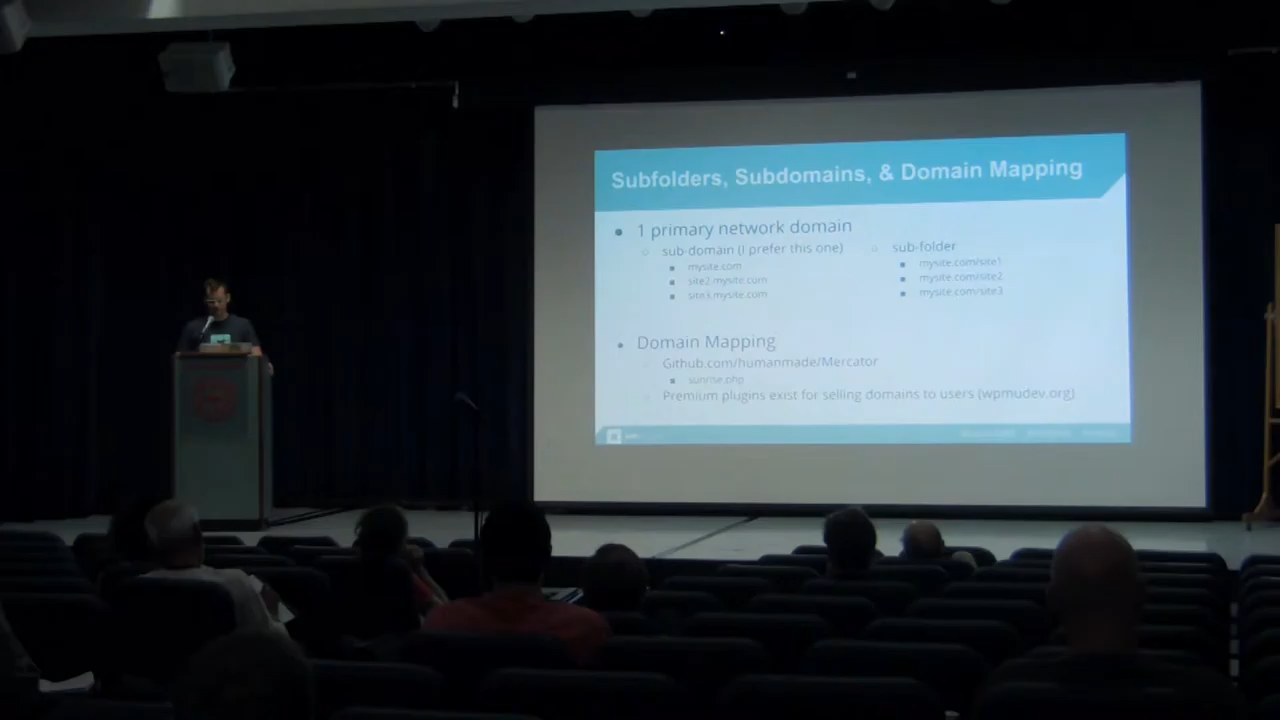 Subfolders, Subdomains, & Domain Mapping
1 primary network domain
sub-domain (I prefer this one)
mysite.com
site2.mysite.com
site3.mysite.com
sub-folder
mysite.com/site1
mysite.com/site2
mysite.com/site3
Domain Mapping
Github.com/humanmade/Mercator
sunrise.php
Premium plugins exist for selling domains to users (wpmudev.org)